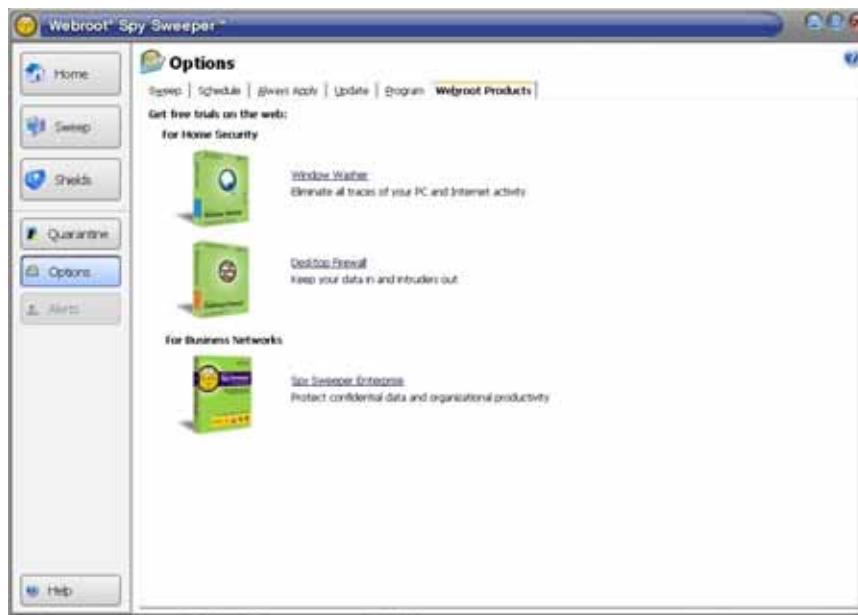 Webroot® Spy Sweeper™
Home
Sweep
Shields
Quarantine
Options
Alerts
Help
Options
Sweep | Schedule | Always Apply | Update | Program | Webroot Products
Get free trials on the web:
For Home Security
Window Washer
Eliminate all traces of your PC and Internet activity
Desktop Firewall
Keep your data in and intruders out
For Business Networks
Spy Sweeper Enterprise
Protect confidential data and organizational productivity